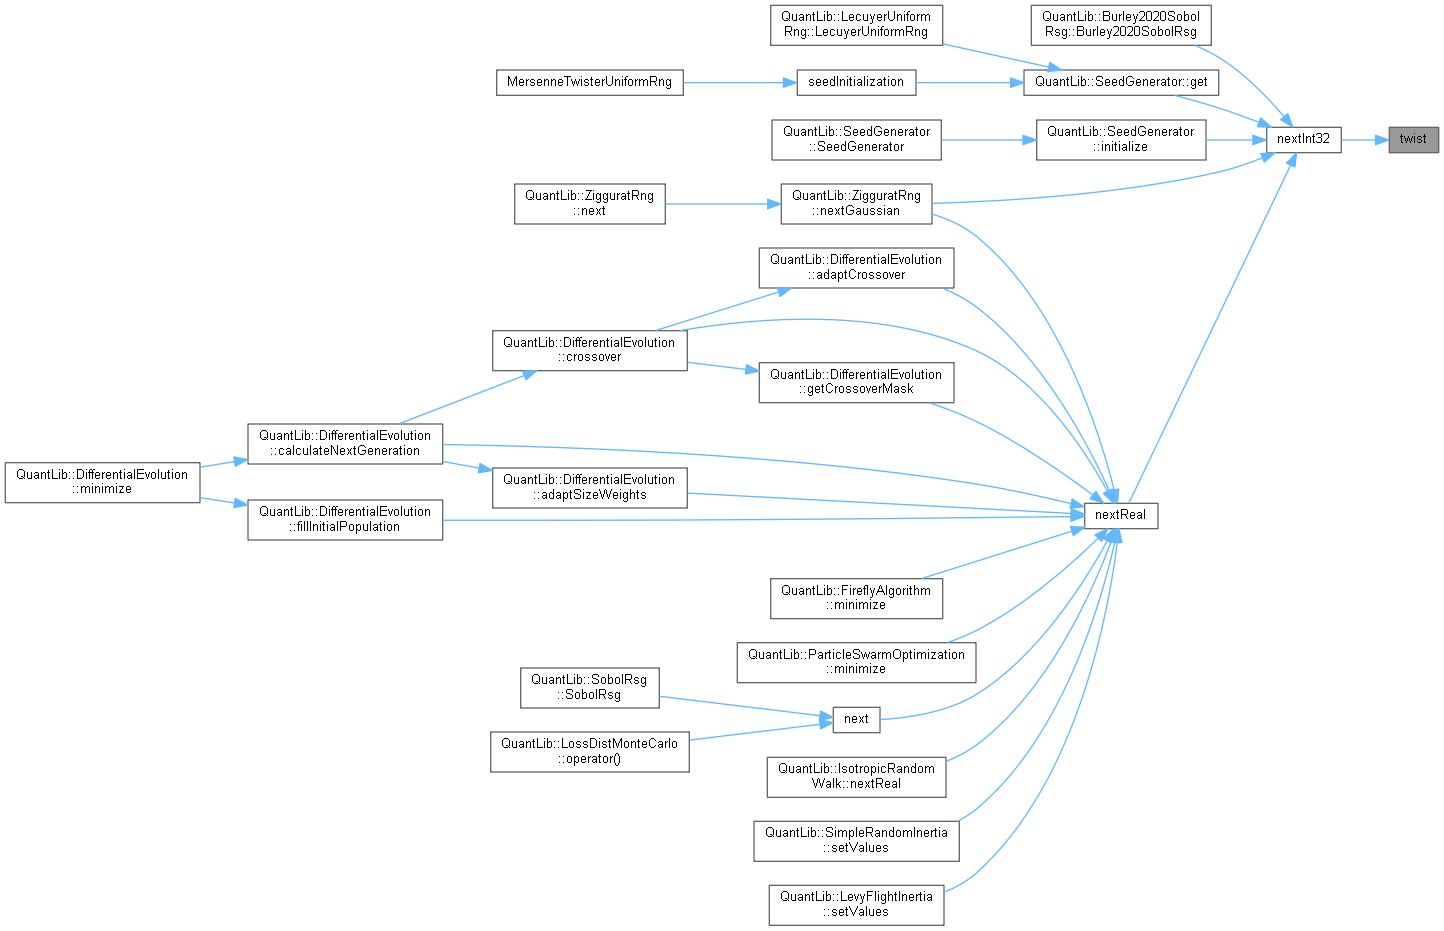 QuantLib::LecuyerUniform
Rng::LecuyerUniformRng
QuantLib::Burley2020Sobol
Rsg::Burley2020SobolRsg
MersenneTwisterUniformRng
seedInitialization
QuantLib::SeedGenerator::get
QuantLib::SeedGenerator
::SeedGenerator
QuantLib::SeedGenerator
::initialize
nextInt32
twist
QuantLib::ZigguratRng
::next
QuantLib::ZigguratRng
::nextGaussian
QuantLib::DifferentialEvolution
::adaptCrossover
QuantLib::DifferentialEvolution
::crossover
QuantLib::DifferentialEvolution
::getCrossoverMask
QuantLib::DifferentialEvolution
::calculateNextGeneration
QuantLib::DifferentialEvolution
::minimize
QuantLib::DifferentialEvolution
::adaptSizeWeights
QuantLib::DifferentialEvolution
::fillInitialPopulation
nextReal
QuantLib::FireflyAlgorithm
::minimize
QuantLib::ParticleSwarmOptimization
::minimize
QuantLib::SobolRsg
::SobolRsg
next
QuantLib::LossDistMonteCarlo
::operator()
QuantLib::IsotropicRandom
Walk::nextReal
QuantLib::SimpleRandomInertia
::setValues
QuantLib::LevyFlightInertia
::setValues